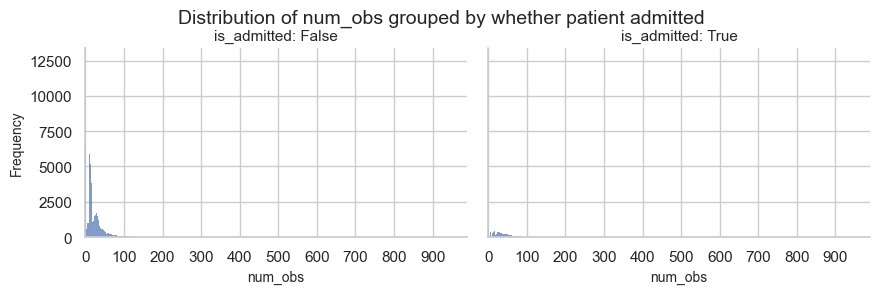 Distribution of num_obs grouped by whether patient admitted
is_admitted: False
is_admitted: True
Frequency
12500
10000
7500
5000
2500
0
0 100 200 300 400 500 600 700 800 900
0 100 200 300 400 500 600 700 800 900
num_obs
num_obs